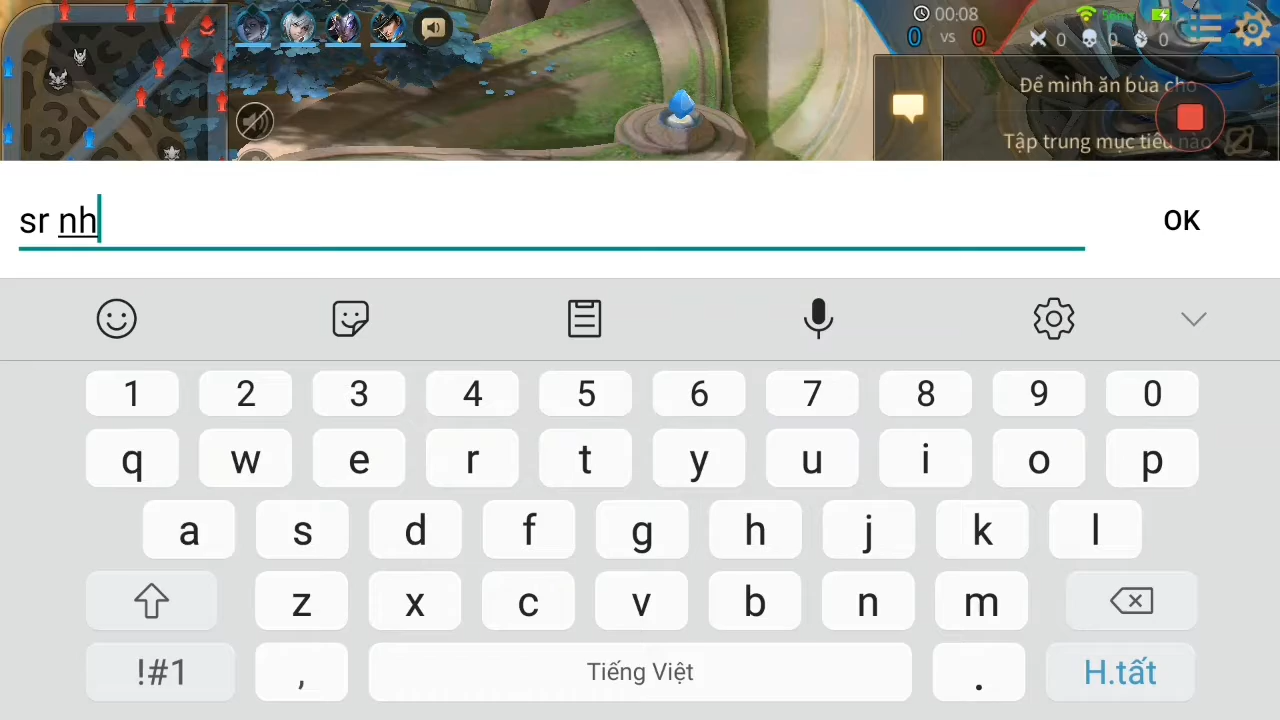 00:08
56ms
0 vs 0
0 0 0
Để mình ăn bùa cho
Tập trung mục tiêu nào
sr nh
OK
1 2 3 4 5 6 7 8 9 0
q w e r t y u i o p
a s d f g h j k l
z x c v b n m
!#1 , Tiếng Việt . H.tất